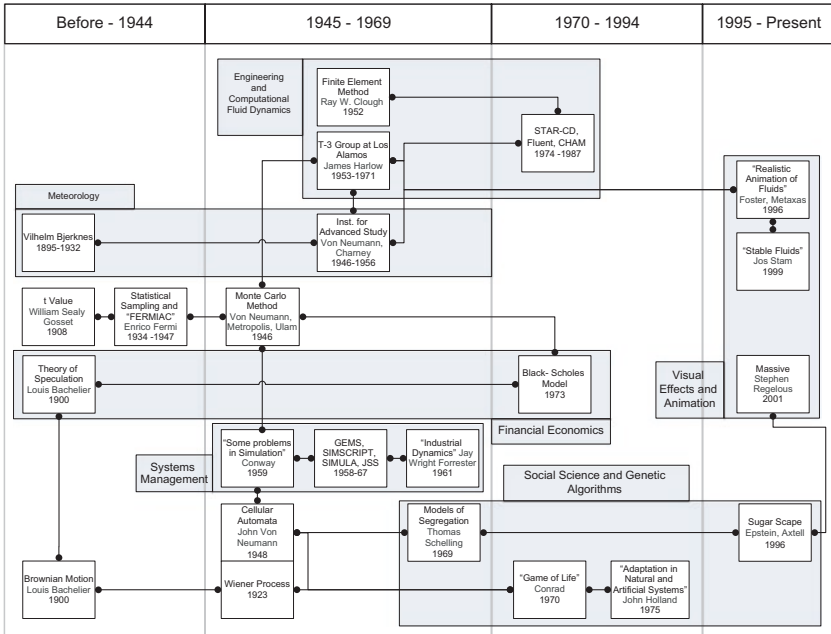 Before - 1944
1945 - 1969
1970 - 1994
1995 - Present
Engineering
and
Computational
Fluid Dynamics
Finite Element
Method
Ray W. Clough
1952
T-3 Group at Los
Alamos
James Harlow
1953-1971
STAR-CD,
Fluent, CHAM
1974 -1987
"Realistic
Animation of
Fluids"
Foster, Metaxas
1996
Meteorology
Vilhelm Bjerknes
1895-1932
Inst. for
Advanced Study
Von Neumann,
Charney
1946-1956
"Stable Fluids"
Jos Stam
1999
t Value
William Sealy
Gosset
1908
Statistical
Sampling and
"FERMIAC"
Enrico Fermi
1934 -1947
Monte Carlo
Method
Von Neumann,
Metropolis, Ulam
1946
Theory of
Speculation
Louis Bachelier
1900
Black- Scholes
Model
1973
Visual
Effects and
Animation
Massive
Stephen
Regelous
2001
Financial Economics
Systems
Management
"Some problems
in Simulation"
Conway
1959
GEMS,
SIMSCRIPT,
SIMULA, JSS
1958-67
"Industrial
Dynamics" Jay
Wright Forrester
1961
Social Science and Genetic
Algorithms
Cellular
Automata
John Von
Neumann
1948
Models of
Segregation
Thomas
Schelling
1969
Sugar Scape
Epstein, Axtell
1996
Brownian Motion
Louis Bachelier
1900
Wiener Process
1923
"Game of Life"
Conrad
1970
"Adaptation in
Natural and
Artificial Systems"
John Holland
1975